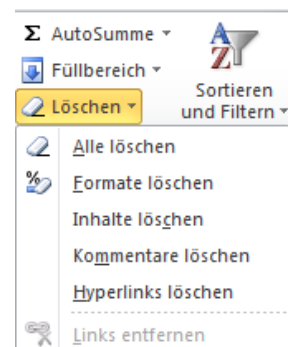 Σ AutoSumme
Füllbereich
Löschen
Sortieren
und Filtern
Alle löschen
Formate löschen
Inhalte löschen
Kommentare löschen
Hyperlinks löschen
Links entfernen